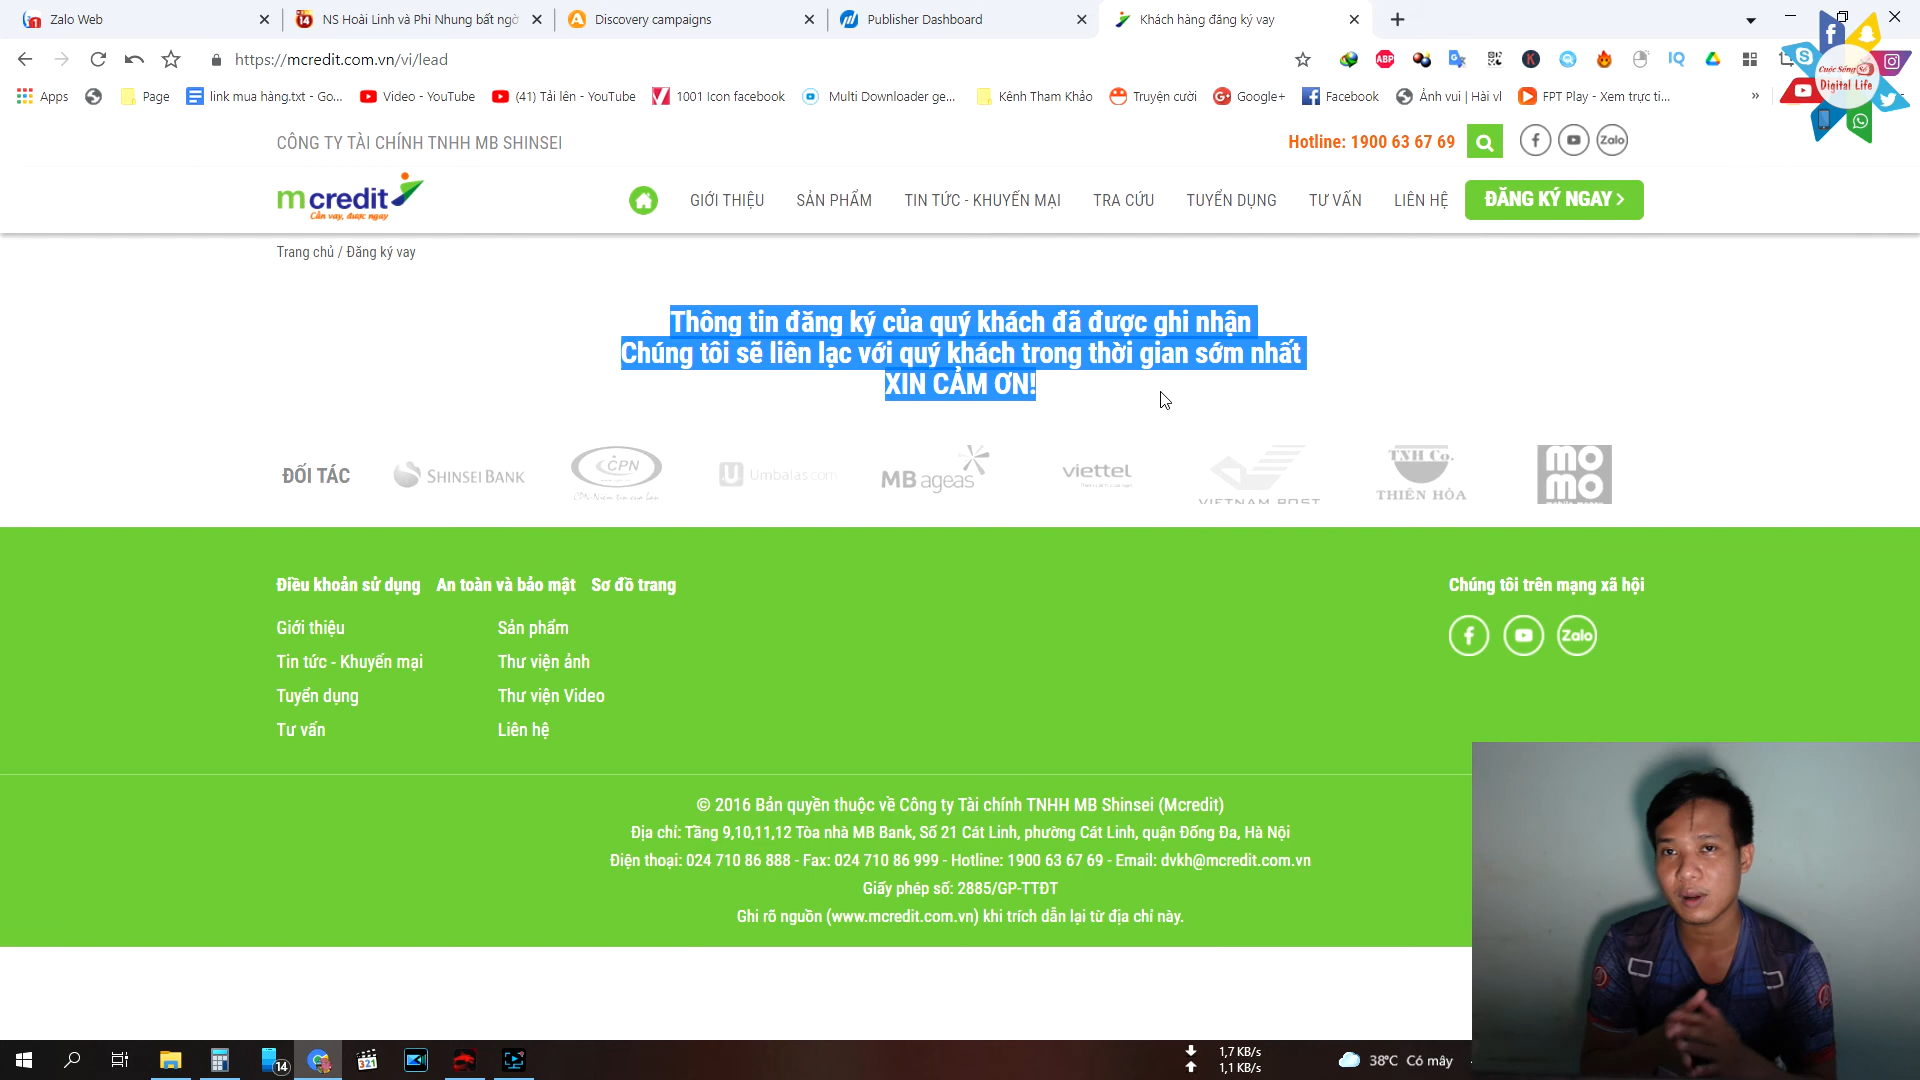 Zalo Web
NS Hoài Linh và Phi Nhung bất ngờ
Discovery campaigns
Publisher Dashboard
Khách hàng đăng ký vay
https://mcredit.com.vn/vi/lead
Apps
Page
link mua hàng.txt - Go...
Video - YouTube
(41) Tải lên - YouTube
1001 Icon facebook
Multi Downloader ge...
Kênh Tham Khảo
Truyện cười
Google+
Facebook
Ảnh vui | Hài vl
FPT Play - Xem trực ti...
»
Cuộc Sống Số
Digital Life
CÔNG TY TÀI CHÍNH TNHH MB SHINSEI
Hotline: 1900 63 67 69
Zalo
mcredit
Cần vay, được ngay
GIỚI THIỆU
SẢN PHẨM
TIN TỨC - KHUYẾN MẠI
TRA CỨU
TUYỂN DỤNG
TƯ VẤN
LIÊN HỆ
ĐĂNG KÝ NGAY >
Trang chủ / Đăng ký vay
Thông tin đăng ký của quý khách đã được ghi nhận
Chúng tôi sẽ liên lạc với quý khách trong thời gian sớm nhất
XIN CẢM ƠN!
ĐỐI TÁC
SHINSEI BANK
CPN
Umbalas.com
MB ageas
viettel
VIETNAM POST
TNH Co.
THIÊN HÒA
mo
mo
Điều khoản sử dụng
An toàn và bảo mật
Sơ đồ trang
Chúng tôi trên mạng xã hội
Giới thiệu
Sản phẩm
Zalo
Tin tức - Khuyến mại
Thư viện ảnh
Tuyển dụng
Thư viện Video
Tư vấn
Liên hệ
© 2016 Bản quyền thuộc về Công ty Tài chính TNHH MB Shinsei (Mcredit)
Địa chỉ: Tầng 9,10,11,12 Tòa nhà MB Bank, Số 21 Cát Linh, phường Cát Linh, quận Đống Đa, Hà Nội
Điện thoại: 024 710 86 888 - Fax: 024 710 86 999 - Hotline: 1900 63 67 69 - Email: dvkh@mcredit.com.vn
Giấy phép số: 2885/GP-TTĐT
Ghi rõ nguồn (www.mcredit.com.vn) khi trích dẫn lại từ địa chỉ này.
14
321
1,7 KB/s
1,1 KB/s
38°C Có mây